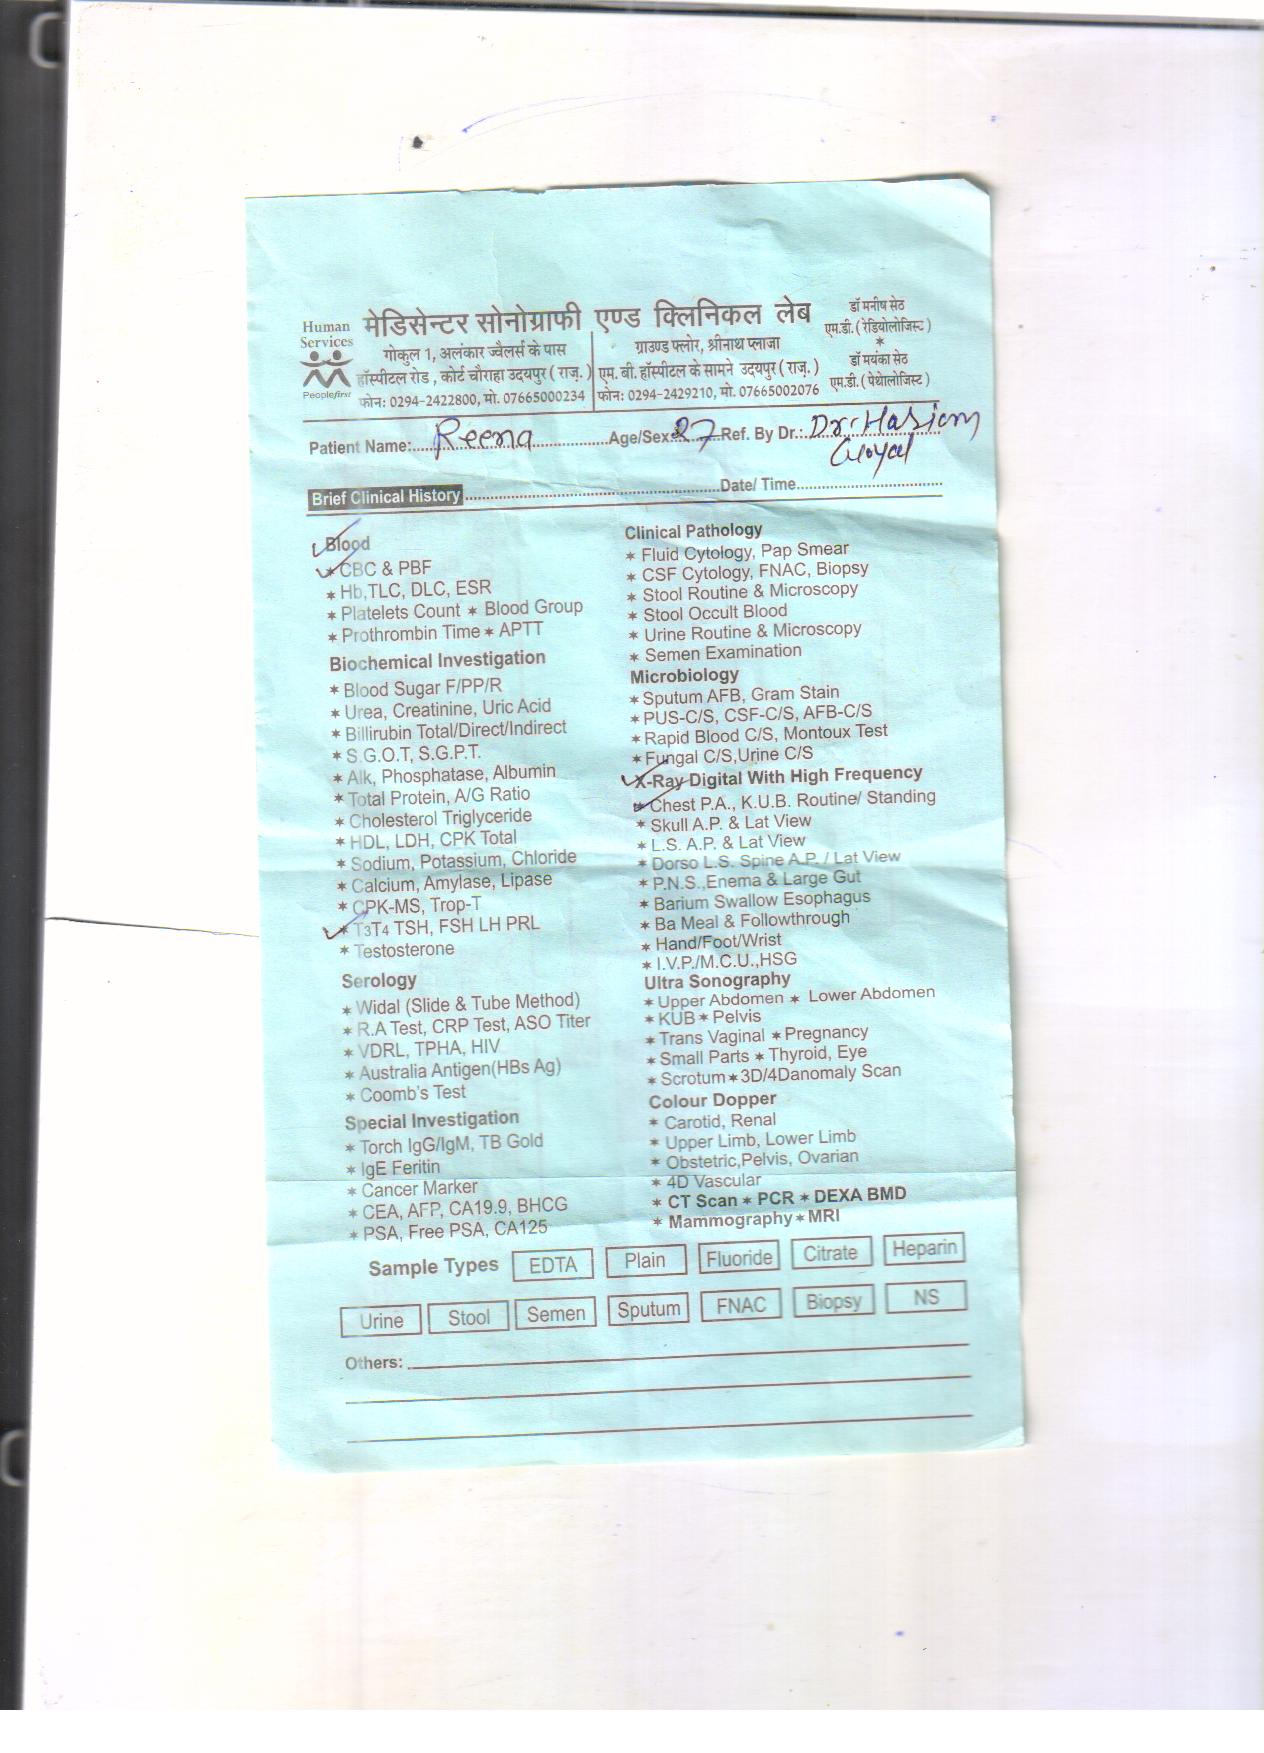 Human Services
Peoplefirst
मेडिसेन्टर सोनोग्राफी एण्ड क्लिनिकल लेब
गोकुल 1, अलंकार ज्वैलर्स के पास
हॉस्पीटल रोड, कोर्ट चौराहा उदयपुर ( राज़. )
फोन: 0294-2422800, मो. 07665000234
ग्राउण्ड फ्लोर, श्रीनाथ प्लाजा
एम. बी. हॉस्पीटल के सामने उदयपुर ( राज़. )
फोन: 0294-2429210, मो. 07665002076
डॉ मनीष सेठ
एम.डी. ( रेडियोलोजिस्ट )
*
डॉ मयंका सेठ
एम.डी. ( पेथोलोजिस्ट )
Patient Name:....Reena....Age/Sex....27....Ref. By Dr.:..Dr.
Goyal
Brief Clinical History....Date/ Time....
Blood
* CBC & PBF
* Hb,TLC, DLC, ESR
* Platelets Count * Blood Group
* Prothrombin Time * APTT
Biochemical Investigation
* Blood Sugar F/PP/R
* Urea, Creatinine, Uric Acid
* Billirubin Total/Direct/Indirect
* S.G.O.T, S.G.P.T.
* Alk, Phosphatase, Albumin
* Total Protein, A/G Ratio
* Cholesterol Triglyceride
* HDL, LDH, CPK Total
* Sodium, Potassium, Chloride
* Calcium, Amylase, Lipase
* CPK-MS, Trop-T
* T3T4 TSH, FSH LH PRL
* Testosterone
Serology
* Widal (Slide & Tube Method)
* R.A Test, CRP Test, ASO Titer
* VDRL, TPHA, HIV
* Australia Antigen(HBs Ag)
* Coomb's Test
Special Investigation
* Torch IgG/IgM, TB Gold
* IgE Feritin
* Cancer Marker
* CEA, AFP, CA19.9, BHCG
* PSA, Free PSA, CA125
Clinical Pathology
* Fluid Cytology, Pap Smear
* CSF Cytology, FNAC, Biopsy
* Stool Routine & Microscopy
* Stool Occult Blood
* Urine Routine & Microscopy
* Semen Examination
Microbiology
* Sputum AFB, Gram Stain
* PUS-C/S, CSF-C/S, AFB-C/S
* Rapid Blood C/S, Montoux Test
* Fungal C/S,Urine C/S
X-Ray Digital With High Frequency
* Chest P.A., K.U.B. Routine/ Standing
* Skull A.P. & Lat View
* L.S. A.P. & Lat View
* Dorso L.S. Spine A.P. / Lat View
* P.N.S.,Enema & Large Gut
* Barium Swallow Esophagus
* Ba Meal & Followthrough
* Hand/Foot/Wrist
* I.V.P./M.C.U.,HSG
Ultra Sonography
* Upper Abdomen * Lower Abdomen
* KUB * Pelvis
* Trans Vaginal * Pregnancy
* Small Parts * Thyroid, Eye
* Scrotum * 3D/4Danomaly Scan
Colour Dopper
* Carotid, Renal
* Upper Limb, Lower Limb
* Obstetric,Pelvis, Ovarian
* 4D Vascular
* CT Scan * PCR * DEXA BMD
* Mammography * MRI
Sample Types EDTA Plain Fluoride Citrate Heparin
Urine Stool Semen Sputum FNAC Biopsy NS
Others: